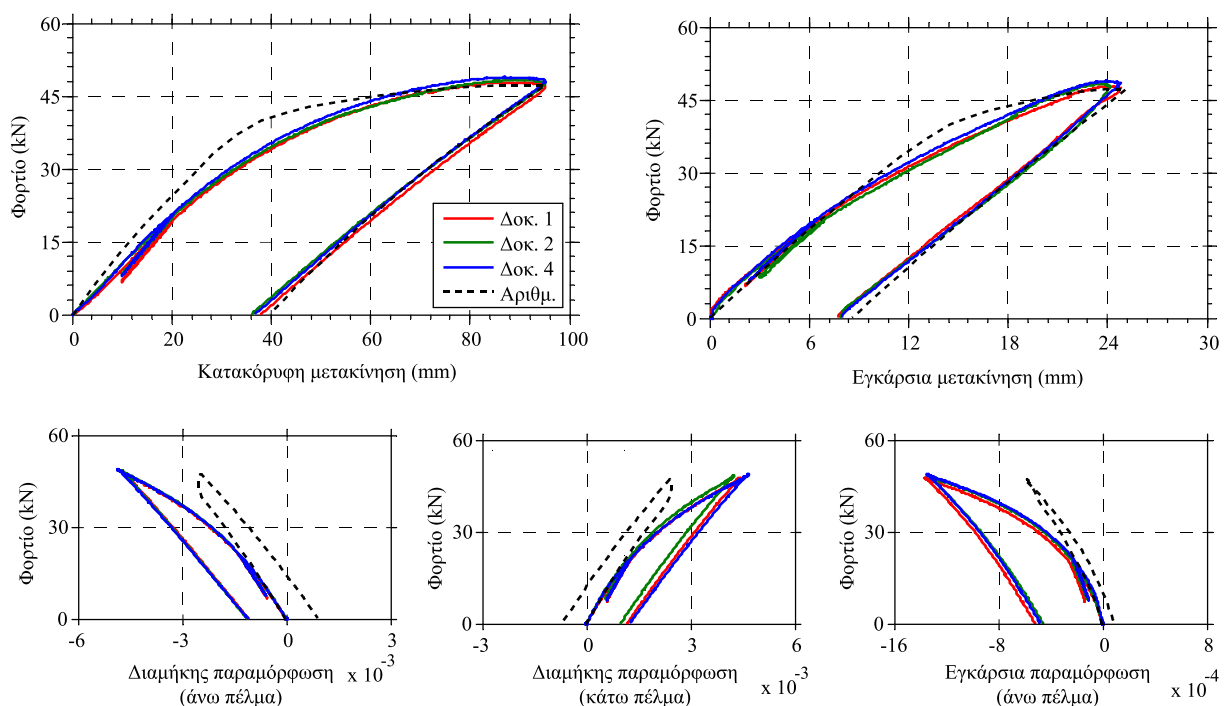 60
45
30
15
0
Φορτίο (kN)
0 20 40 60 80 100
Κατακόρυφη μετακίνηση (mm)
Δοκ. 1
Δοκ. 2
Δοκ. 4
Αριθμ.
60
45
30
15
0
Φορτίο (kN)
0 6 12 18 24 30
Εγκάρσια μετακίνηση (mm)
60
30
0
Φορτίο (kN)
-6 -3 0 3
Διαμήκης παραμόρφωση x 10-3
(άνω πέλμα)
60
30
0
Φορτίο (kN)
-3 0 3 6
Διαμήκης παραμόρφωση
(κάτω πέλμα) x 10-3
60
30
0
Φορτίο (kN)
-16 -8 0 8
Εγκάρσια παραμόρφωση
(άνω πέλμα) x 10-4